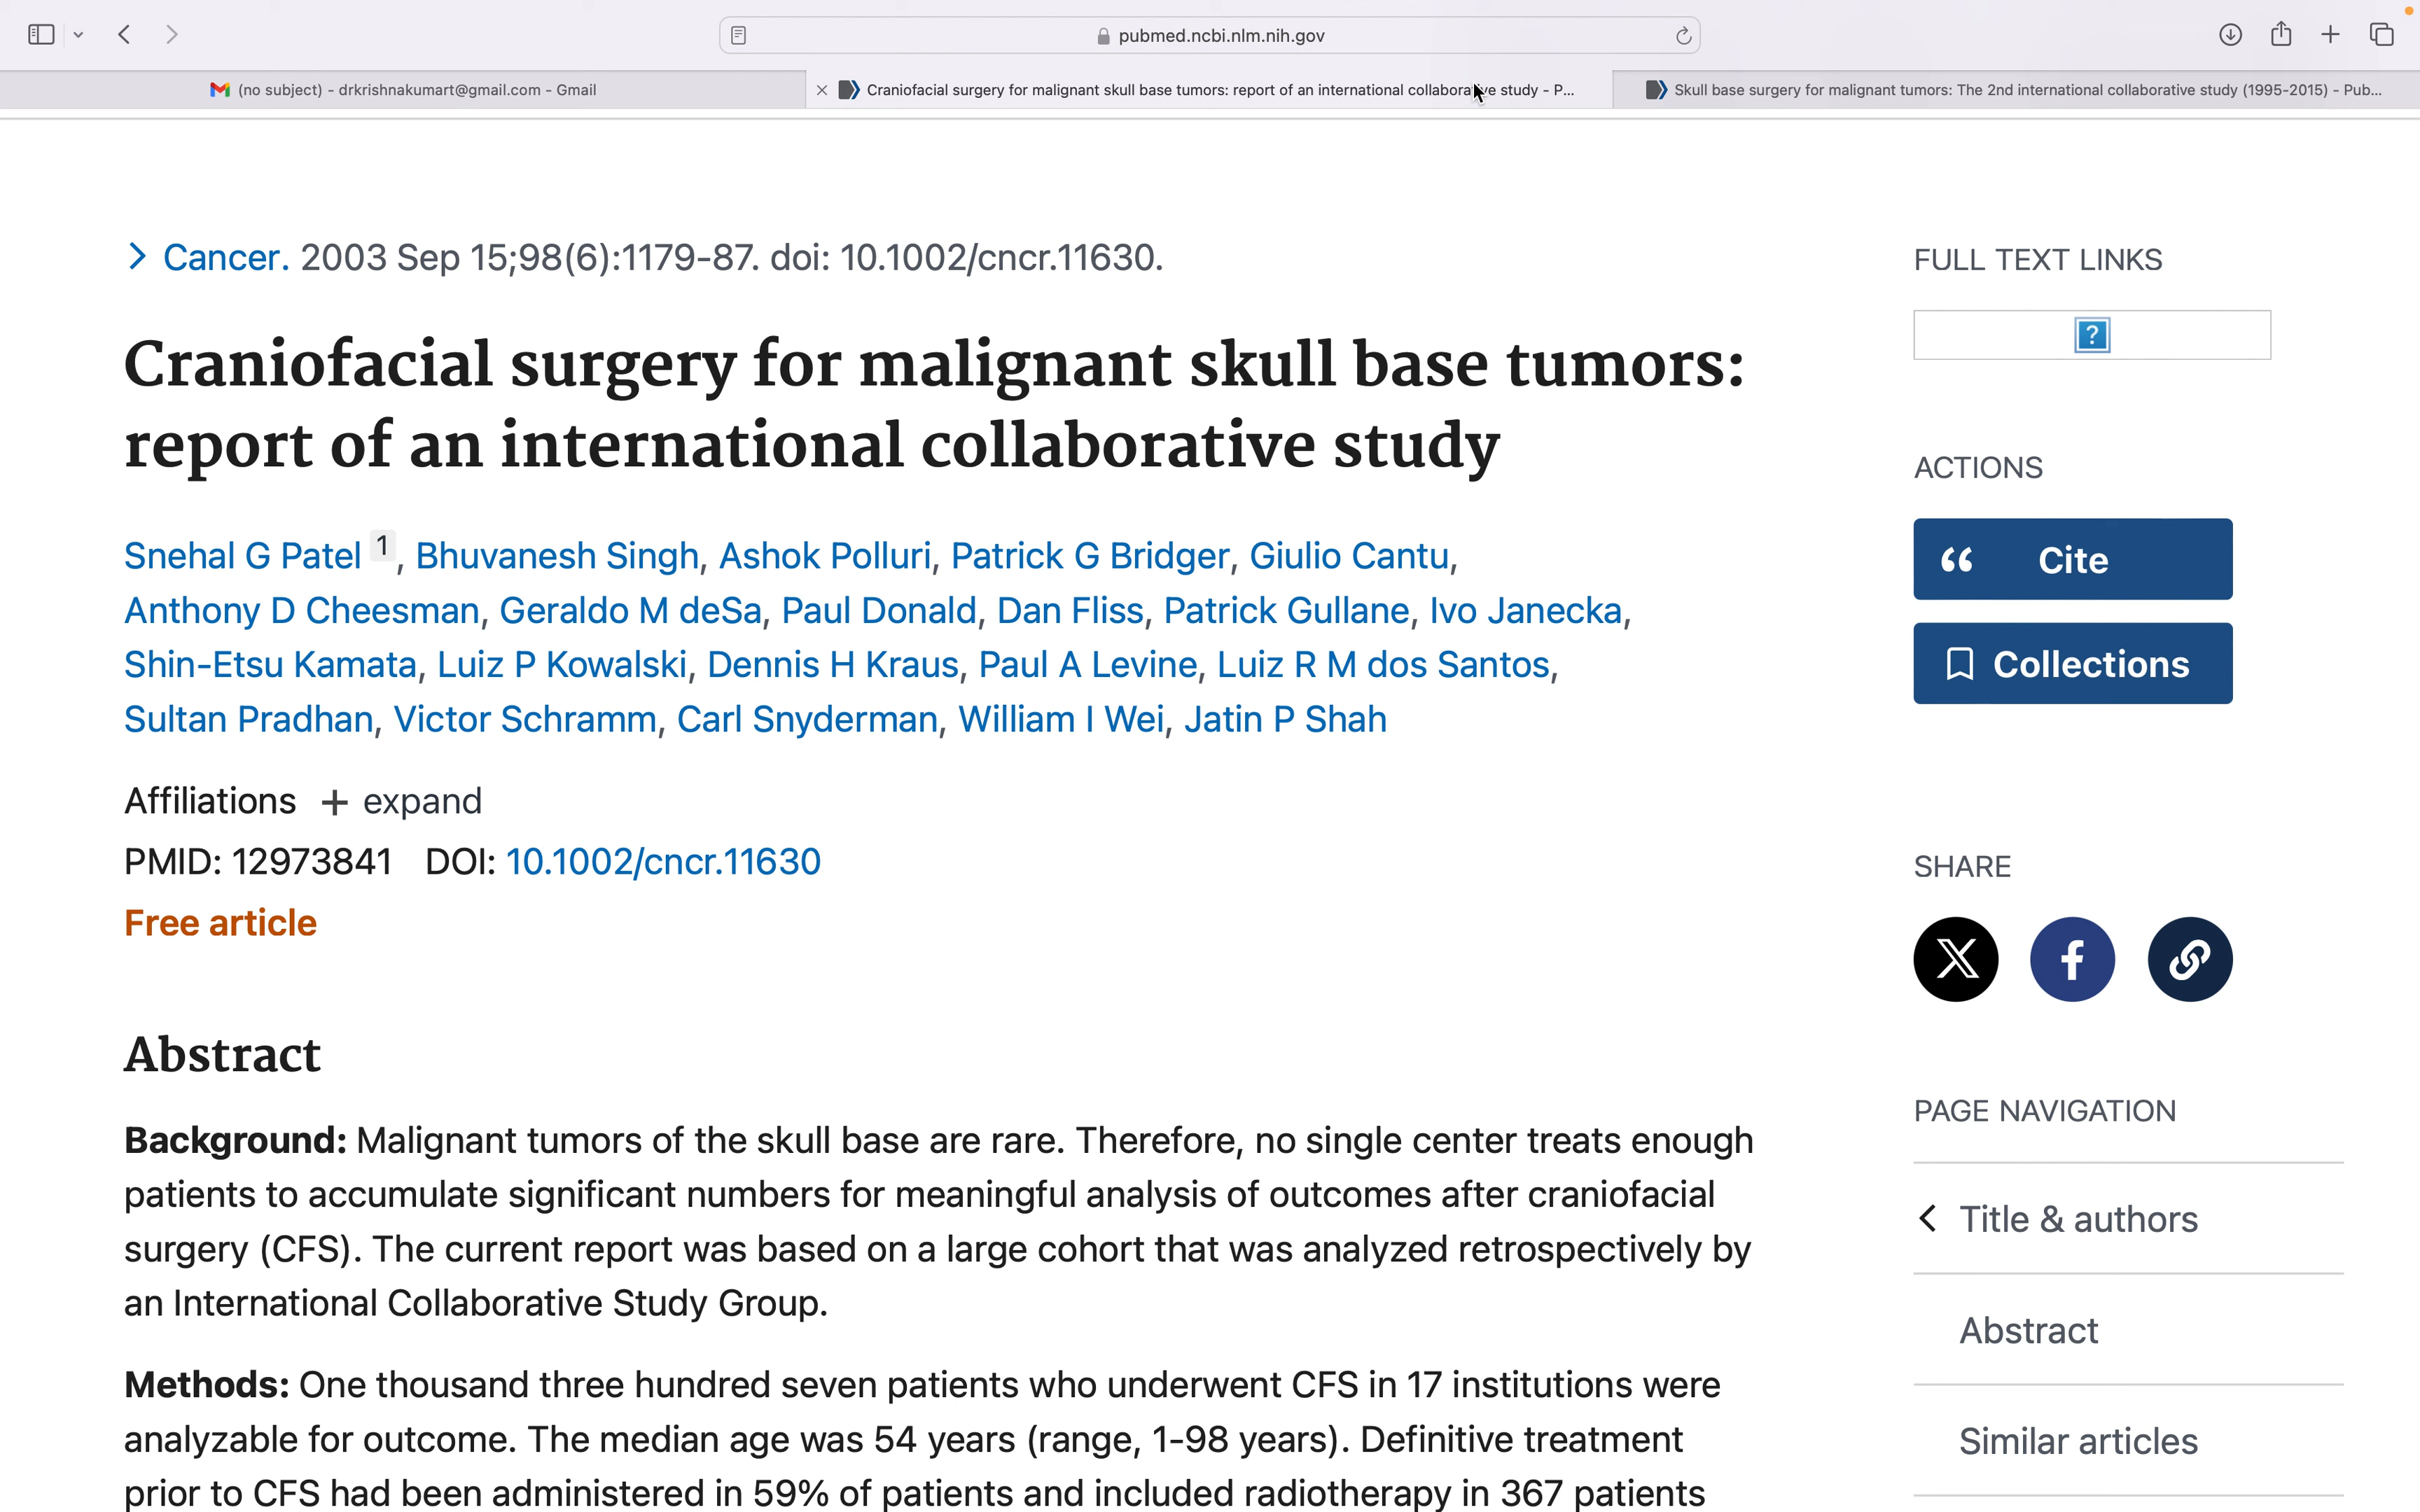 pubmed.ncbi.nlm.nih.gov
(no subject) - drkrishnakumart@gmail.com - Gmail
Craniofacial surgery for malignant skull base tumors: report of an international collaborative study - P...
Skull base surgery for malignant tumors: The 2nd international collaborative study (1995-2015) - Pub...
> Cancer. 2003 Sep 15;98(6):1179-87. doi: 10.1002/cncr.11630.
Craniofacial surgery for malignant skull base tumors:
report of an international collaborative study
Snehal G Patel 1, Bhuvanesh Singh, Ashok Polluri, Patrick G Bridger, Giulio Cantu,
Anthony D Cheesman, Geraldo M deSa, Paul Donald, Dan Fliss, Patrick Gullane, Ivo Janecka,
Shin-Etsu Kamata, Luiz P Kowalski, Dennis H Kraus, Paul A Levine, Luiz R M dos Santos,
Sultan Pradhan, Victor Schramm, Carl Snyderman, William I Wei, Jatin P Shah
Affiliations + expand
PMID: 12973841 DOI: 10.1002/cncr.11630
Free article
Abstract
Background: Malignant tumors of the skull base are rare. Therefore, no single center treats enough
patients to accumulate significant numbers for meaningful analysis of outcomes after craniofacial
surgery (CFS). The current report was based on a large cohort that was analyzed retrospectively by
an International Collaborative Study Group.
Methods: One thousand three hundred seven patients who underwent CFS in 17 institutions were
analyzable for outcome. The median age was 54 years (range, 1-98 years). Definitive treatment
prior to CFS had been administered in 59% of patients and included radiotherapy in 367 patients
FULL TEXT LINKS
?
ACTIONS
Cite
Collections
SHARE
PAGE NAVIGATION
Title & authors
Abstract
Similar articles